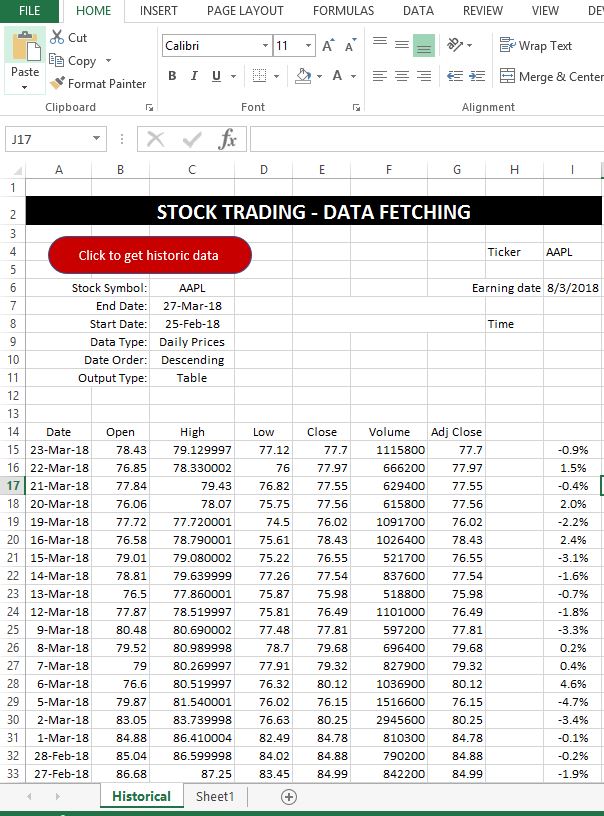 FILE HOME INSERT PAGE LAYOUT FORMULAS DATA REVIEW VIEW DE
Cut
Copy
Format Painter
Paste
Calibri 11 A A
B I U A
Wrap Text
Merge & Center
Clipboard Font Alignment
J17 fx
A B C D E F G H I
1
2 STOCK TRADING - DATA FETCHING
3
4 Click to get historic data Ticker AAPL
5
6 Stock Symbol: AAPL Earning date 8/3/2018
7 End Date: 27-Mar-18
8 Start Date: 25-Feb-18 Time
9 Data Type: Daily Prices
10 Date Order: Descending
11 Output Type: Table
12
13
14 Date Open High Low Close Volume Adj Close
15 23-Mar-18 78.43 79.129997 77.12 77.7 1115800 77.7 -0.9%
16 22-Mar-18 76.85 78.330002 76 77.97 666200 77.97 1.5%
17 21-Mar-18 77.84 79.43 76.82 77.55 629400 77.55 -0.4%
18 20-Mar-18 76.06 78.07 75.75 77.56 615800 77.56 2.0%
19 19-Mar-18 77.72 77.720001 74.5 76.02 1091700 76.02 -2.2%
20 16-Mar-18 76.58 78.790001 75.61 78.43 1026400 78.43 2.4%
21 15-Mar-18 79.01 79.080002 75.22 76.55 521700 76.55 -3.1%
22 14-Mar-18 78.81 79.639999 77.26 77.54 837600 77.54 -1.6%
23 13-Mar-18 76.5 77.860001 75.87 75.98 518800 75.98 -0.7%
24 12-Mar-18 77.87 78.519997 75.81 76.49 1101000 76.49 -1.8%
25 9-Mar-18 80.48 80.690002 77.48 77.81 597200 77.81 -3.3%
26 8-Mar-18 79.52 80.989998 78.7 79.68 696400 79.68 0.2%
27 7-Mar-18 79 80.269997 77.91 79.32 827900 79.32 0.4%
28 6-Mar-18 76.6 80.519997 76.32 80.12 1036900 80.12 4.6%
29 5-Mar-18 79.87 81.540001 76.02 76.15 1516600 76.15 -4.7%
30 2-Mar-18 83.05 83.739998 76.63 80.25 2945600 80.25 -3.4%
31 1-Mar-18 84.88 86.410004 82.49 84.78 810300 84.78 -0.1%
32 28-Feb-18 85.04 86.599998 84.02 84.88 790200 84.88 -0.2%
33 27-Feb-18 86.68 87.25 83.45 84.99 842200 84.99 -1.9%
Historical Sheet1